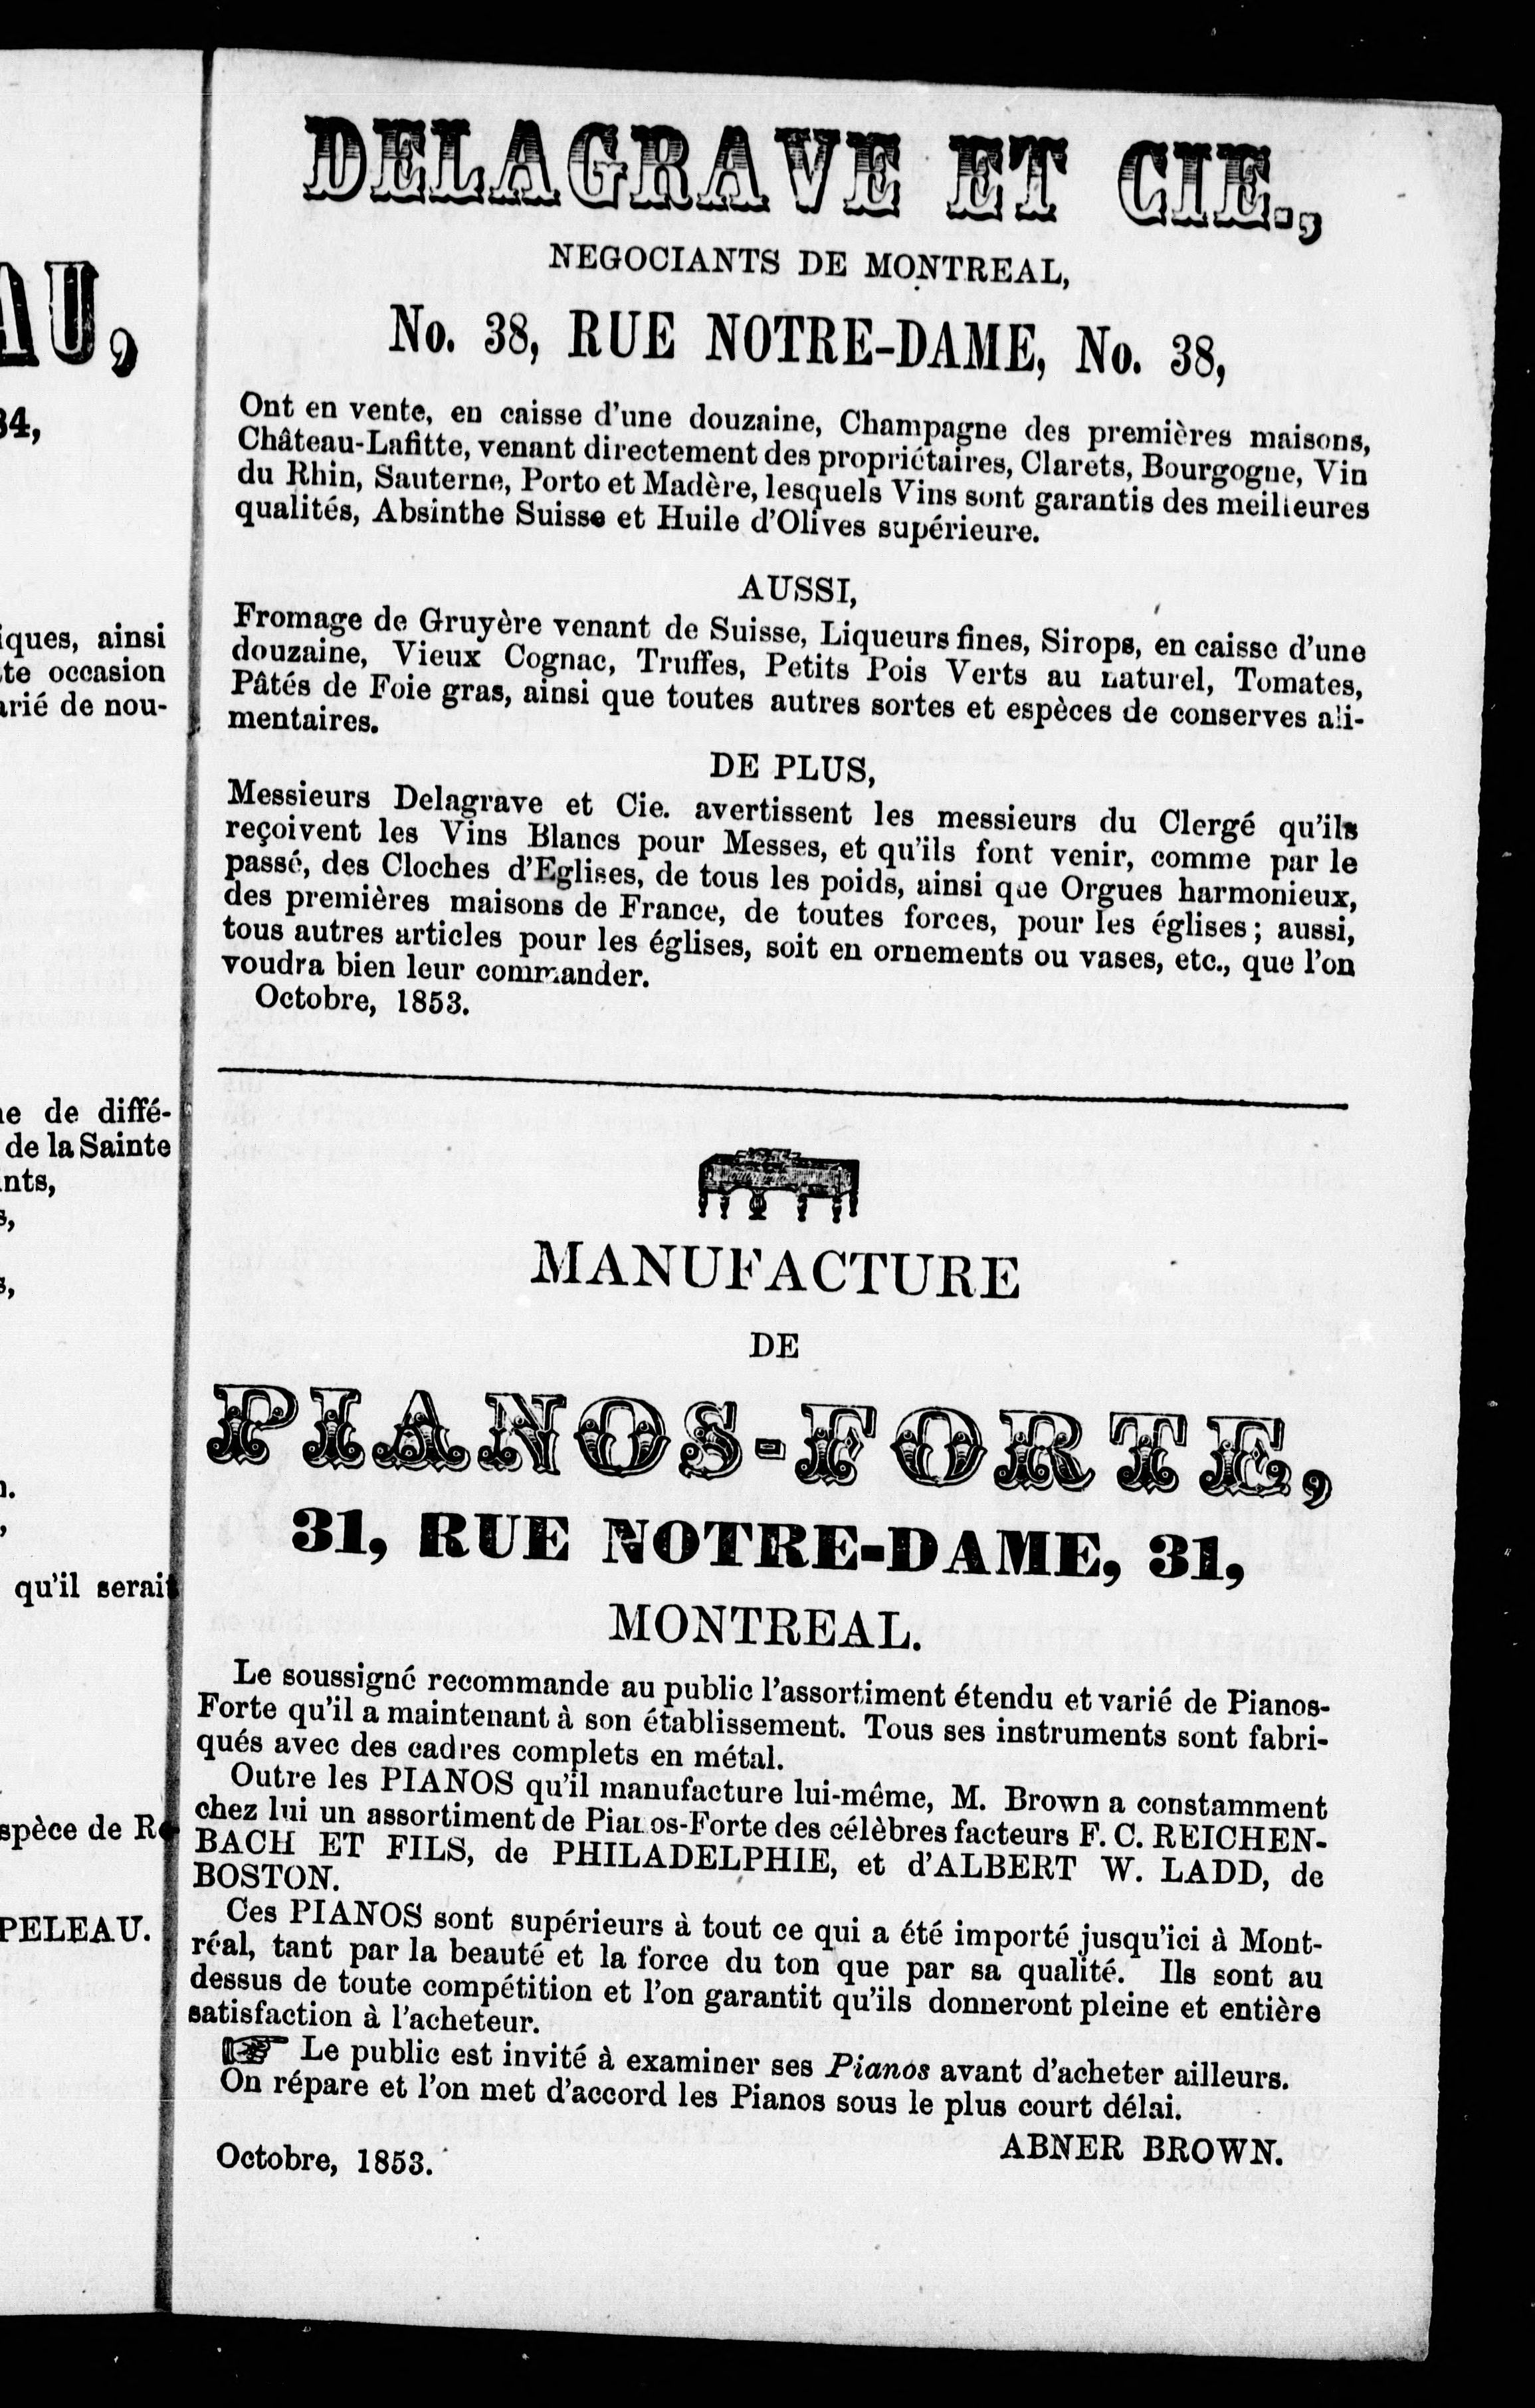 AU,
34,
iques, ainsi
te occasion
arié de nou-
ne de diffé-
de la Sainte
nts,
s,
s,
n.
,
qu'il serait
spèce de Re
PELEAU.
DELAGRAVE ET CIE.,
NEGOCIANTS DE MONTREAL,
No. 38, RUE NOTRE-DAME, No. 38,
Ont en vente, en caisse d'une douzaine, Champagne des premières maisons,
Château-Lafitte, venant directement des propriétaires, Clarets, Bourgogne, Vin
du Rhin, Sauterne, Porto et Madère, lesquels Vins sont garantis des meilleures
qualités, Absinthe Suisse et Huile d'Olives supérieure.
AUSSI,
Fromage de Gruyère venant de Suisse, Liqueurs fines, Sirops, en caisse d'une
douzaine, Vieux Cognac, Truffes, Petits Pois Verts au naturel, Tomates,
Pâtés de Foie gras, ainsi que toutes autres sortes et espèces de conserves ali-
mentaires.
DE PLUS,
Messieurs Delagrave et Cie. avertissent les messieurs du Clergé qu'ils
reçoivent les Vins Blancs pour Messes, et qu'ils font venir, comme par le
passé, des Cloches d'Eglises, de tous les poids, ainsi que Orgues harmonieux,
des premières maisons de France, de toutes forces, pour les églises; aussi,
tous autres articles pour les églises, soit en ornements ou vases, etc., que l'on
voudra bien leur commander.
Octobre, 1853.
MANUFACTURE
DE
PIANOS-FORTE,
31, RUE NOTRE-DAME, 31,
MONTREAL.
Le soussigné recommande au public l'assortiment étendu et varié de Pianos-
Forte qu'il a maintenant à son établissement. Tous ses instruments sont fabri-
qués avec des cadres complets en métal.
Outre les PIANOS qu'il manufacture lui-même, M. Brown a constamment
chez lui un assortiment de Pianos-Forte des célèbres facteurs F. C. REICHEN-
BACH ET FILS, de PHILADELPHIE, et d'ALBERT W. LADD, de
BOSTON.
Ces PIANOS sont supérieurs à tout ce qui a été importé jusqu'ici à Mont-
réal, tant par la beauté et la force du ton que par sa qualité. Ils sont au
dessus de toute compétition et l'on garantit qu'ils donneront pleine et entière
satisfaction à l'acheteur.
☞ Le public est invité à examiner ses Pianos avant d'acheter ailleurs.
On répare et l'on met d'accord les Pianos sous le plus court délai.
ABNER BROWN.
Octobre, 1853.